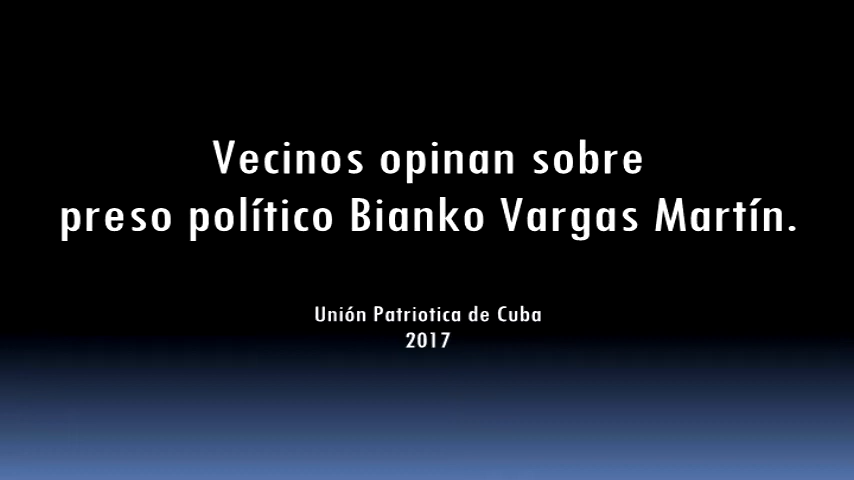 Vecinos opinan sobre
preso político Bianko Vargas Martín.
Unión Patriotica de Cuba
2017